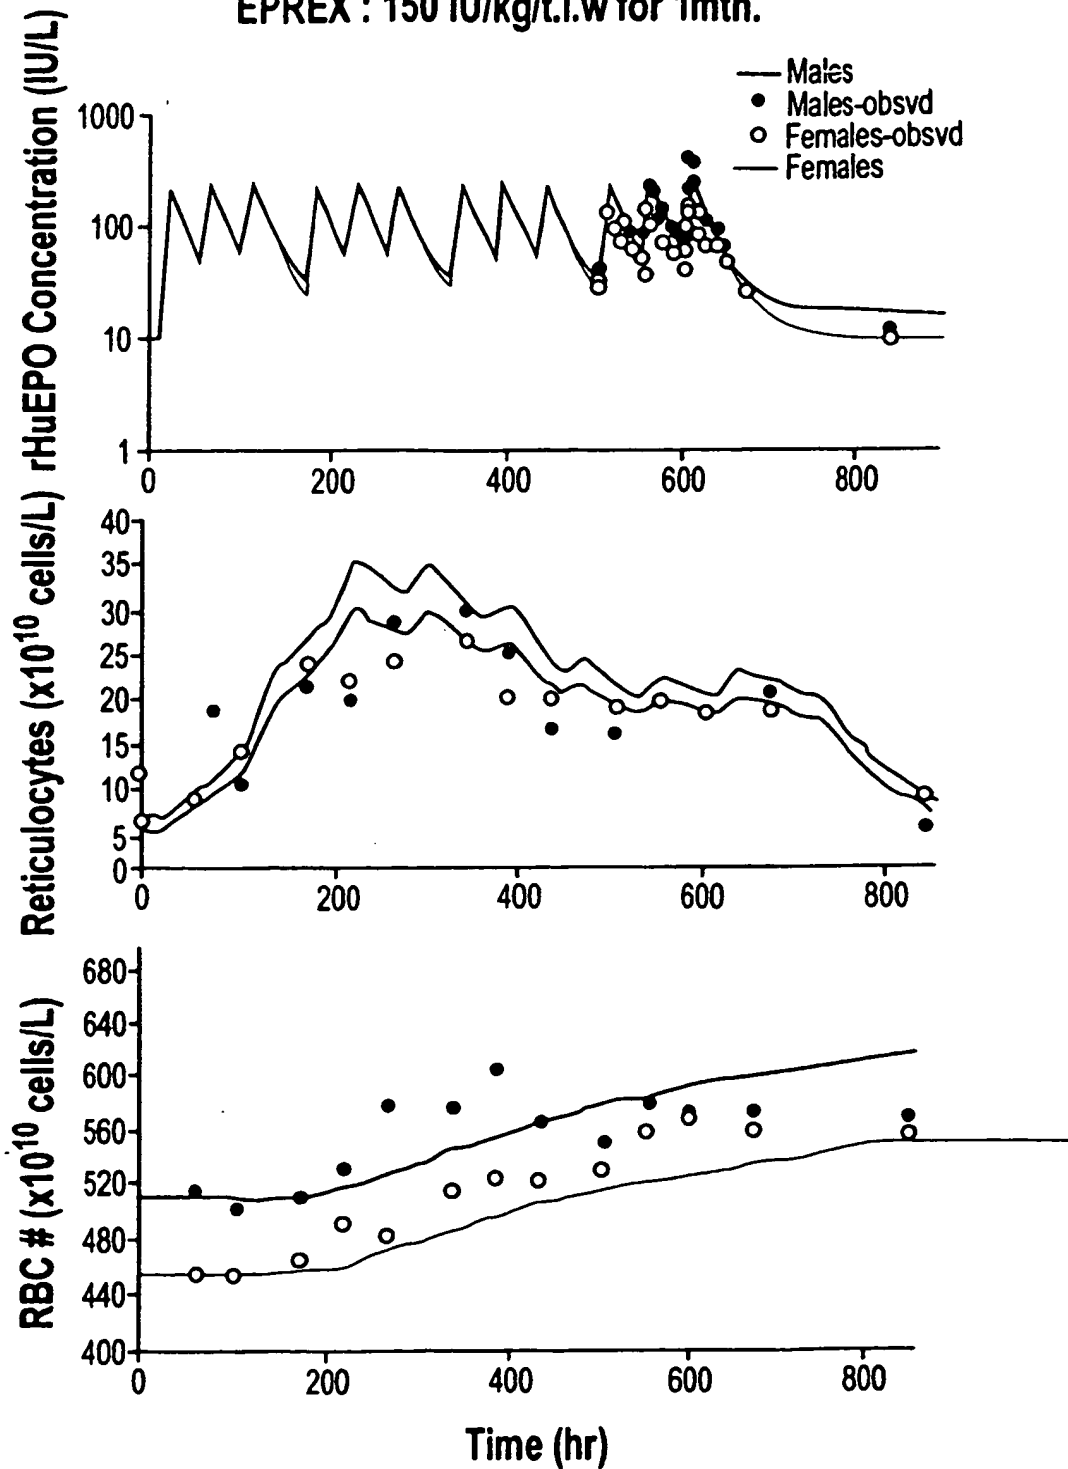 EPREX : 150 IU/kg/t.i.w for 1mth.
Males
Males-obsvd
Females-obsvd
Females
rHuEPO Concentration (IU/L)
1000
100
10
1
0 200 400 600 800
Reticulocytes (x10^10 cells/L)
40
35
30
25
20
15
10
5
0
0 200 400 600 800
RBC # (x10^10 cells/L)
680
640
600
560
520
480
440
400
0 200 400 600 800
Time (hr)